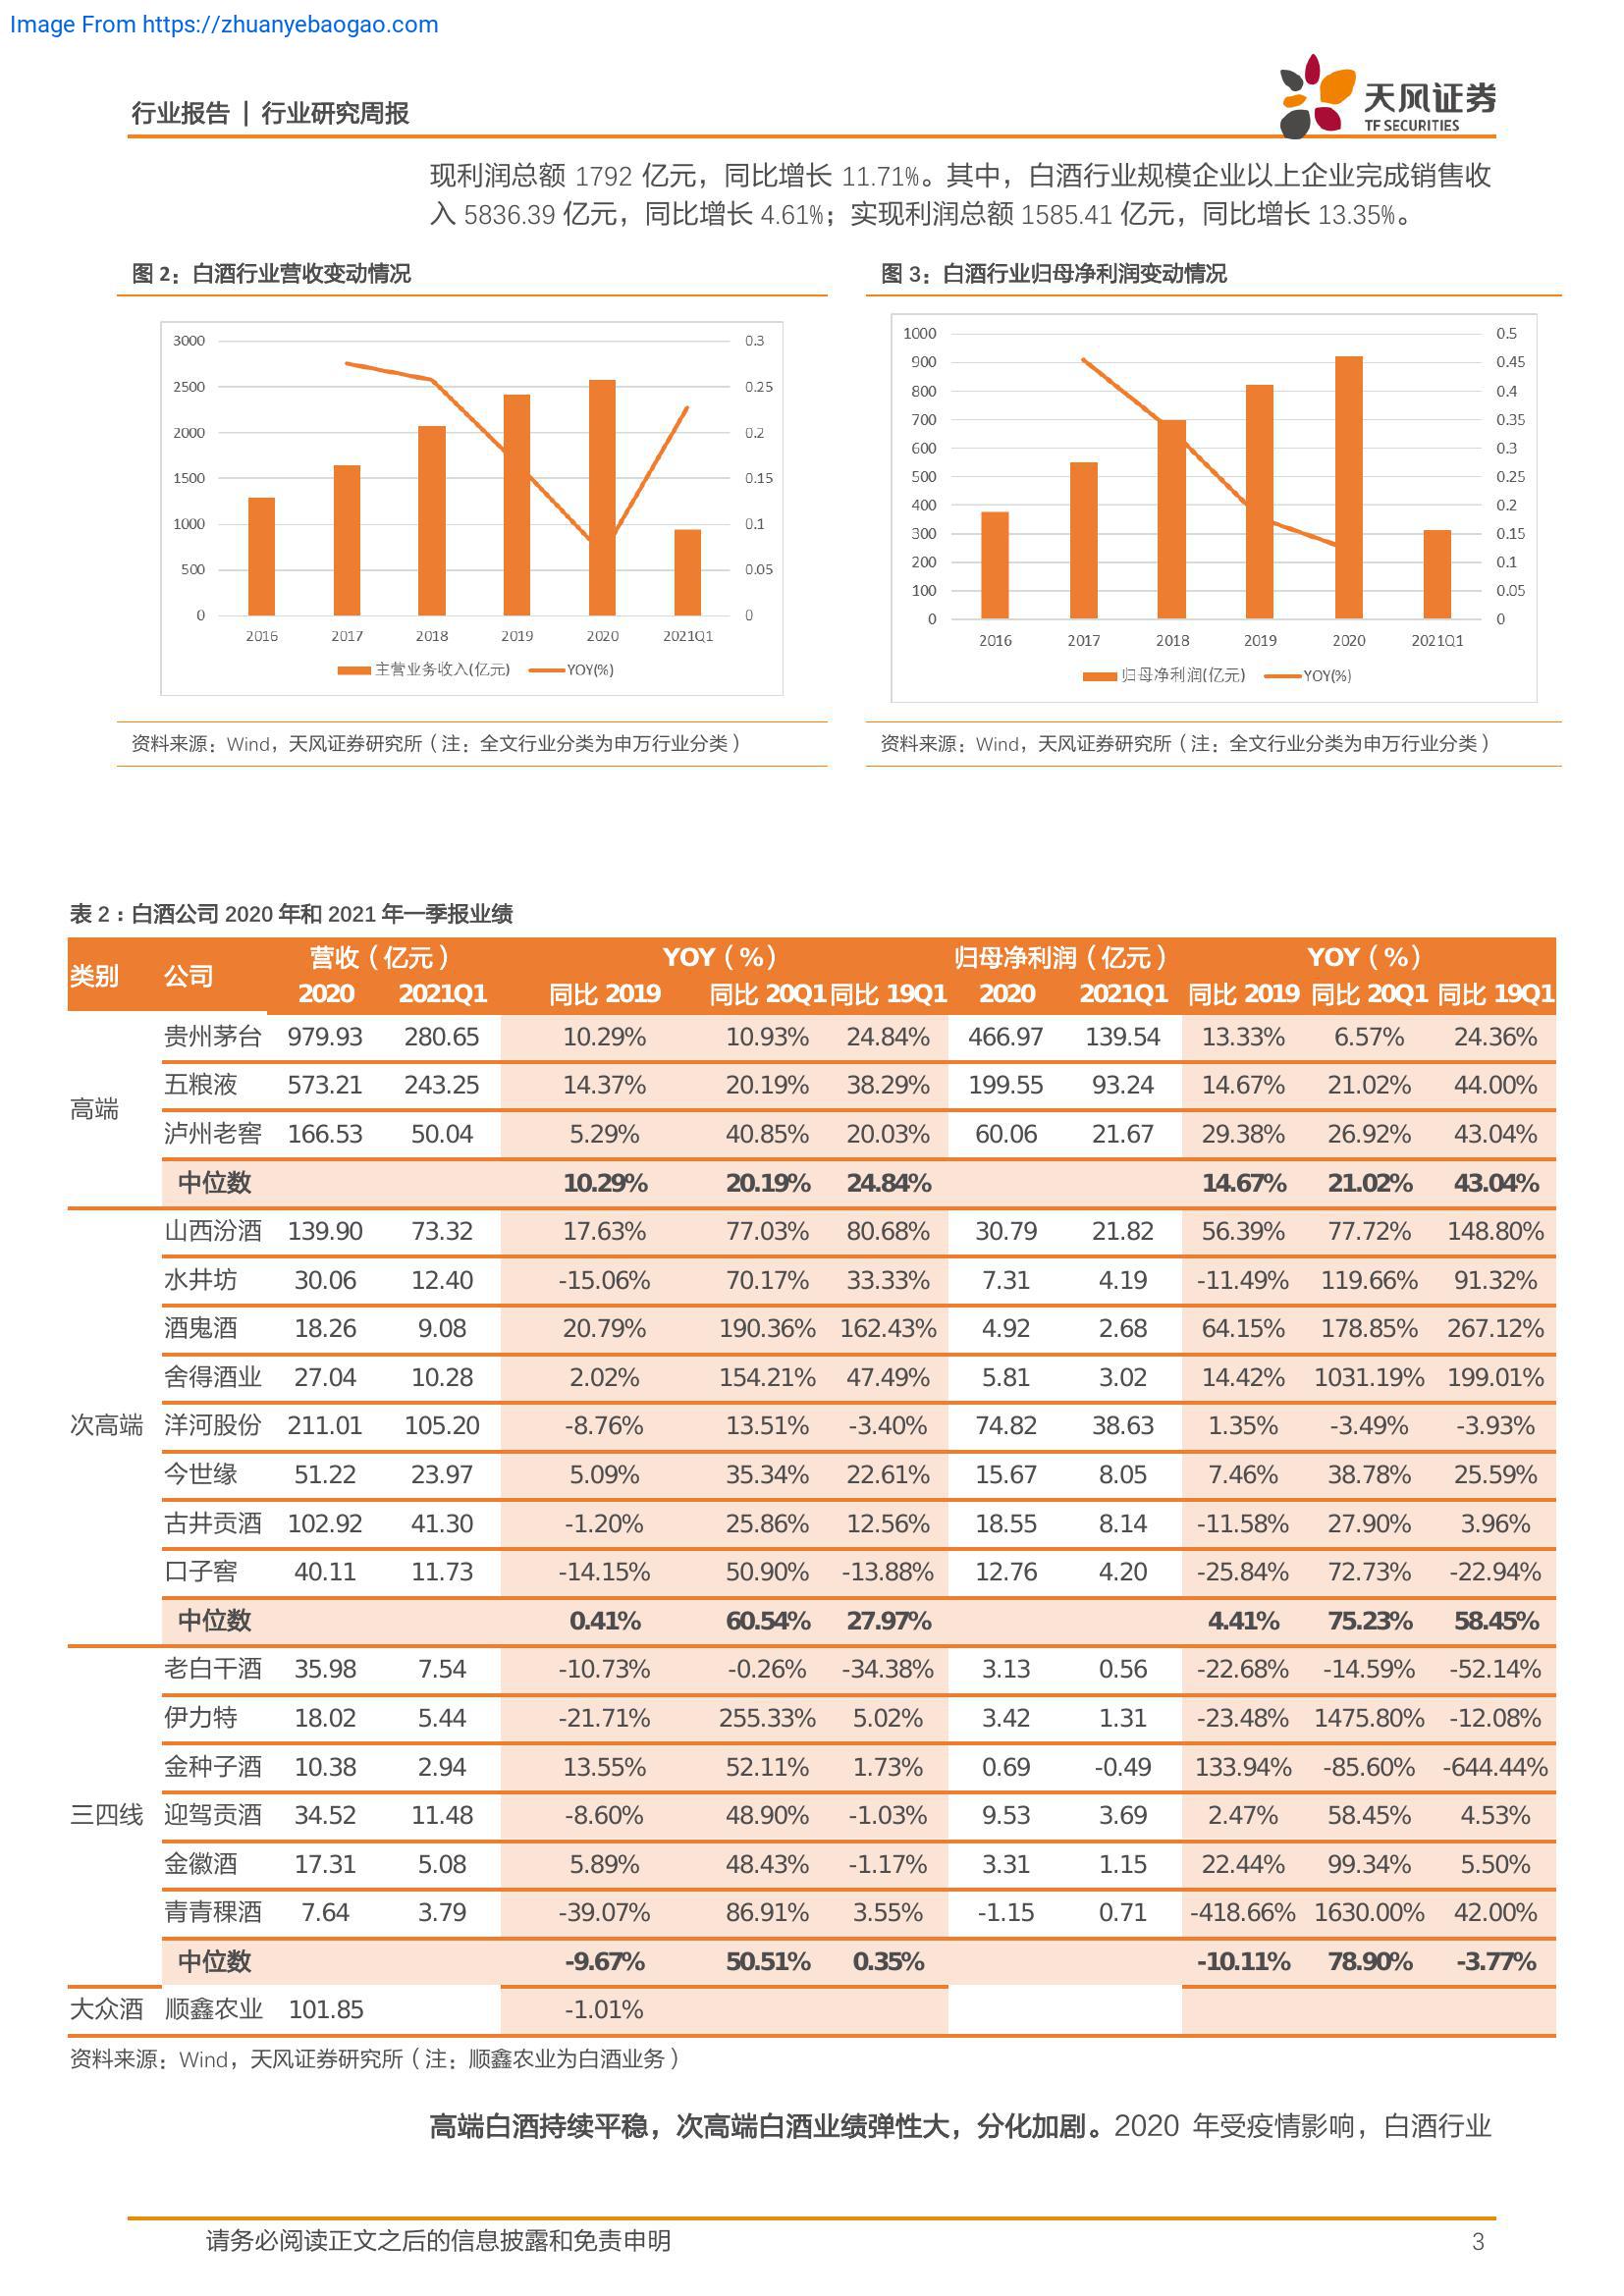 Image From https://zhuanyebaogao.com
行业报告 | 行业研究周报
天风证券
TF SECURITIES
现利润总额 1792 亿元，同比增长 11.71%。其中，白酒行业规模企业以上企业完成销售收
入 5836.39 亿元，同比增长 4.61%；实现利润总额 1585.41 亿元，同比增长 13.35%。
图 2：白酒行业营收变动情况
3000 0.3
2500 0.25
2000 0.2
1500 0.15
1000 0.1
500 0.05
0 0
2016 2017 2018 2019 2020 2021Q1
主营业务收入(亿元) YOY(%)
资料来源：Wind，天风证券研究所（注：全文行业分类为申万行业分类）
图 3：白酒行业归母净利润变动情况
1000 0.5
900 0.45
800 0.4
700 0.35
600 0.3
500 0.25
400 0.2
300 0.15
200 0.1
100 0.05
0 0
2016 2017 2018 2019 2020 2021Q1
归母净利润(亿元) YOY(%)
资料来源：Wind，天风证券研究所（注：全文行业分类为申万行业分类）
表 2：白酒公司 2020 年和 2021 年一季报业绩
类别 公司 营收（亿元） YOY（%） 归母净利润（亿元） YOY（%）
2020 2021Q1 同比 2019 同比 20Q1 同比 19Q1 2020 2021Q1 同比 2019 同比 20Q1 同比 19Q1
高端
贵州茅台 979.93 280.65 10.29% 10.93% 24.84% 466.97 139.54 13.33% 6.57% 24.36%
五粮液 573.21 243.25 14.37% 20.19% 38.29% 199.55 93.24 14.67% 21.02% 44.00%
泸州老窖 166.53 50.04 5.29% 40.85% 20.03% 60.06 21.67 29.38% 26.92% 43.04%
中位数 10.29% 20.19% 24.84% 14.67% 21.02% 43.04%
次高端
山西汾酒 139.90 73.32 17.63% 77.03% 80.68% 30.79 21.82 56.39% 77.72% 148.80%
水井坊 30.06 12.40 -15.06% 70.17% 33.33% 7.31 4.19 -11.49% 119.66% 91.32%
酒鬼酒 18.26 9.08 20.79% 190.36% 162.43% 4.92 2.68 64.15% 178.85% 267.12%
舍得酒业 27.04 10.28 2.02% 154.21% 47.49% 5.81 3.02 14.42% 1031.19% 199.01%
洋河股份 211.01 105.20 -8.76% 13.51% -3.40% 74.82 38.63 1.35% -3.49% -3.93%
今世缘 51.22 23.97 5.09% 35.34% 22.61% 15.67 8.05 7.46% 38.78% 25.59%
古井贡酒 102.92 41.30 -1.20% 25.86% 12.56% 18.55 8.14 -11.58% 27.90% 3.96%
口子窖 40.11 11.73 -14.15% 50.90% -13.88% 12.76 4.20 -25.84% 72.73% -22.94%
中位数 0.41% 60.54% 27.97% 4.41% 75.23% 58.45%
三四线
老白干酒 35.98 7.54 -10.73% -0.26% -34.38% 3.13 0.56 -22.68% -14.59% -52.14%
伊力特 18.02 5.44 -21.71% 255.33% 5.02% 3.42 1.31 -23.48% 1475.80% -12.08%
金种子酒 10.38 2.94 13.55% 52.11% 1.73% 0.69 -0.49 133.94% -85.60% -644.44%
迎驾贡酒 34.52 11.48 -8.60% 48.90% -1.03% 9.53 3.69 2.47% 58.45% 4.53%
金徽酒 17.31 5.08 5.89% 48.43% -1.17% 3.31 1.15 22.44% 99.34% 5.50%
青青稞酒 7.64 3.79 -39.07% 86.91% 3.55% -1.15 0.71 -418.66% 1630.00% 42.00%
中位数 -9.67% 50.51% 0.35% -10.11% 78.90% -3.77%
大众酒 顺鑫农业 101.85 -1.01%
资料来源：Wind，天风证券研究所（注：顺鑫农业为白酒业务）
高端白酒持续平稳，次高端白酒业绩弹性大，分化加剧。2020 年受疫情影响，白酒行业
请务必阅读正文之后的信息披露和免责申明 3